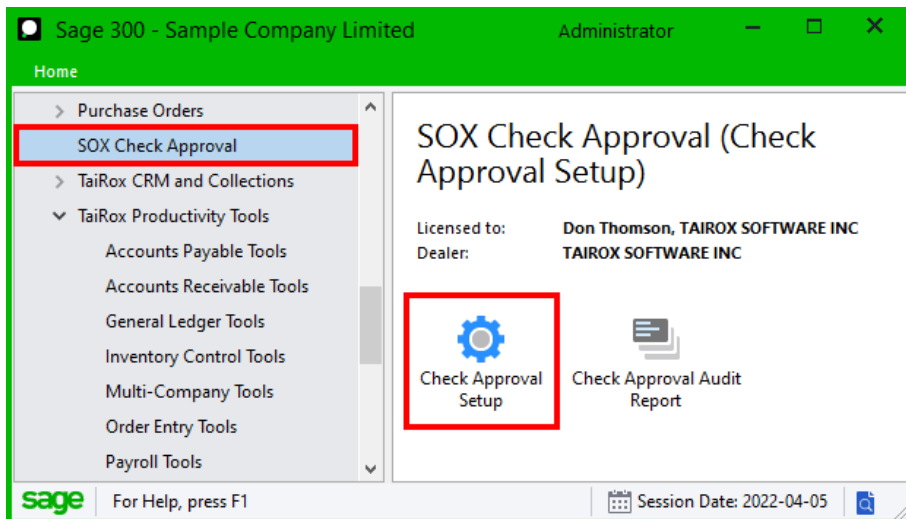 Sage 300 - Sample Company Limited
Administrator
Home
Purchase Orders
SOX Check Approval
TaiRox CRM and Collections
TaiRox Productivity Tools
Accounts Payable Tools
Accounts Receivable Tools
General Ledger Tools
Inventory Control Tools
Multi-Company Tools
Order Entry Tools
Payroll Tools
SOX Check Approval (Check
Approval Setup)
Licensed to: Don Thomson, TAIROX SOFTWARE INC
Dealer: TAIROX SOFTWARE INC
Check Approval
Setup
Check Approval Audit
Report
sage
For Help, press F1
Session Date: 2022-04-05